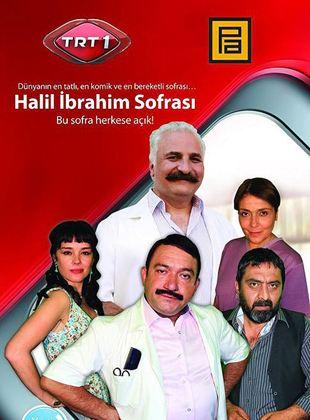 TRT1
Dünyanın en tatlı, en komik ve en bereketli sofrası...
Halil İbrahim Sofrası
Bu sofra herkese açık!